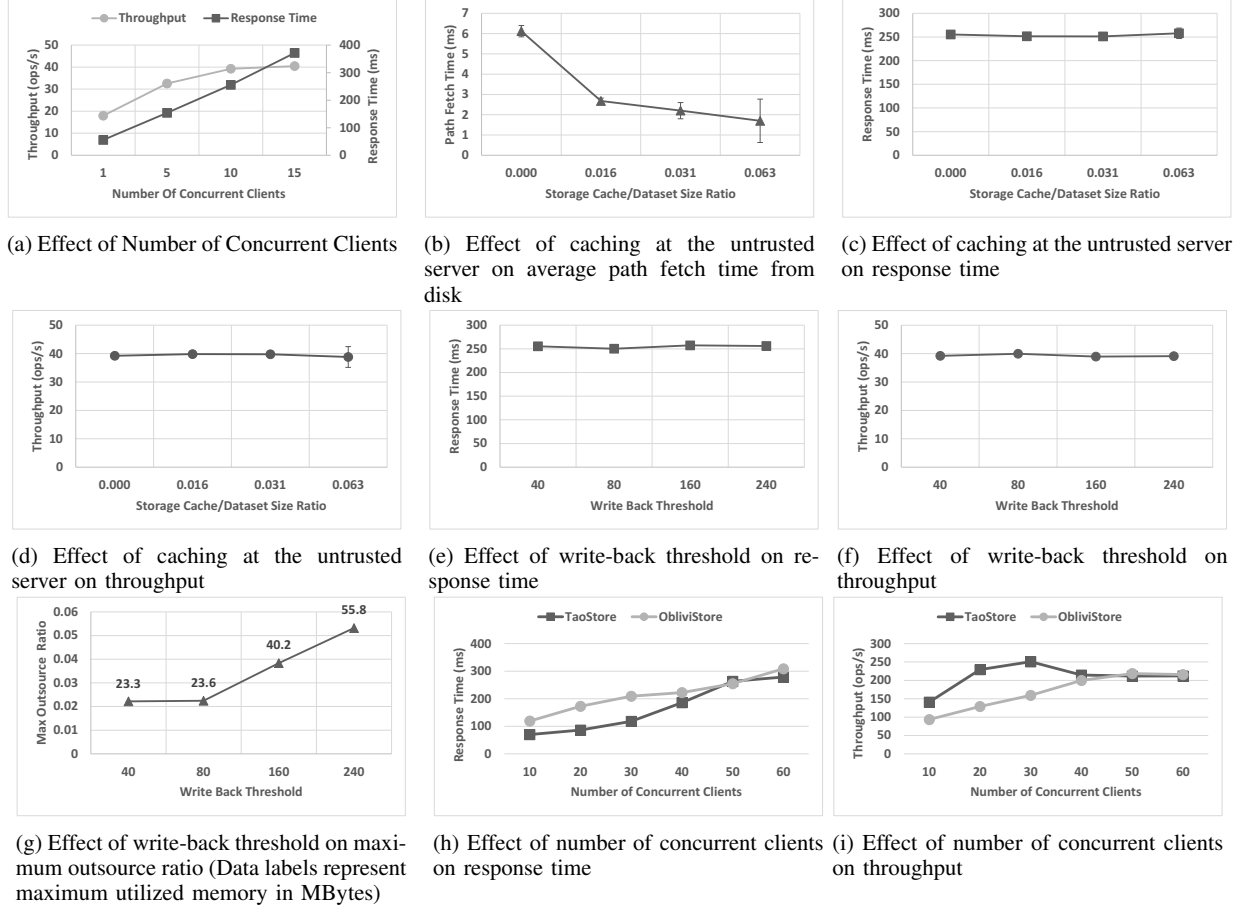 Throughput Response Time
50
40
30
20
10
0
400
300
200
100
0
Throughput (ops/s)
Response Time (ms)
1 5 10 15
Number Of Concurrent Clients
(a) Effect of Number of Concurrent Clients
7
6
5
4
3
2
1
0
Path Fetch Time (ms)
0.000 0.016 0.031 0.063
Storage Cache/Dataset Size Ratio
(b) Effect of caching at the untrusted
server on average path fetch time from
disk
300
250
200
150
100
50
0
Response Time (ms)
0.000 0.016 0.031 0.063
Storage Cache/Dataset Size Ratio
(c) Effect of caching at the untrusted server
on response time
50
40
30
20
10
0
Throughput (ops/s)
0.000 0.016 0.031 0.063
Storage Cache/Dataset Size Ratio
(d) Effect of caching at the untrusted
server on throughput
300
250
200
150
100
50
0
Response Time (ms)
40 80 160 240
Write Back Threshold
(e) Effect of write-back threshold on re-
sponse time
50
40
30
20
10
0
Throughput (ops/s)
40 80 160 240
Write Back Threshold
(f) Effect of write-back threshold on
throughput
0.06
0.05
0.04
0.03
0.02
0.01
0
Max Outsource Ratio
23.3 23.6 40.2 55.8
40 80 160 240
Write Back Threshold
(g) Effect of write-back threshold on maxi-
mum outsource ratio (Data labels represent
maximum utilized memory in MBytes)
TaoStore ObliviStore
400
300
200
100
0
Response Time (ms)
10 20 30 40 50 60
Number of Concurrent Clients
(h) Effect of number of concurrent clients
on response time
TaoStore ObliviStore
300
250
200
150
100
50
0
Throughput (ops/s)
10 20 30 40 50 60
Number of Concurrent Clients
(i) Effect of number of concurrent clients
on throughput